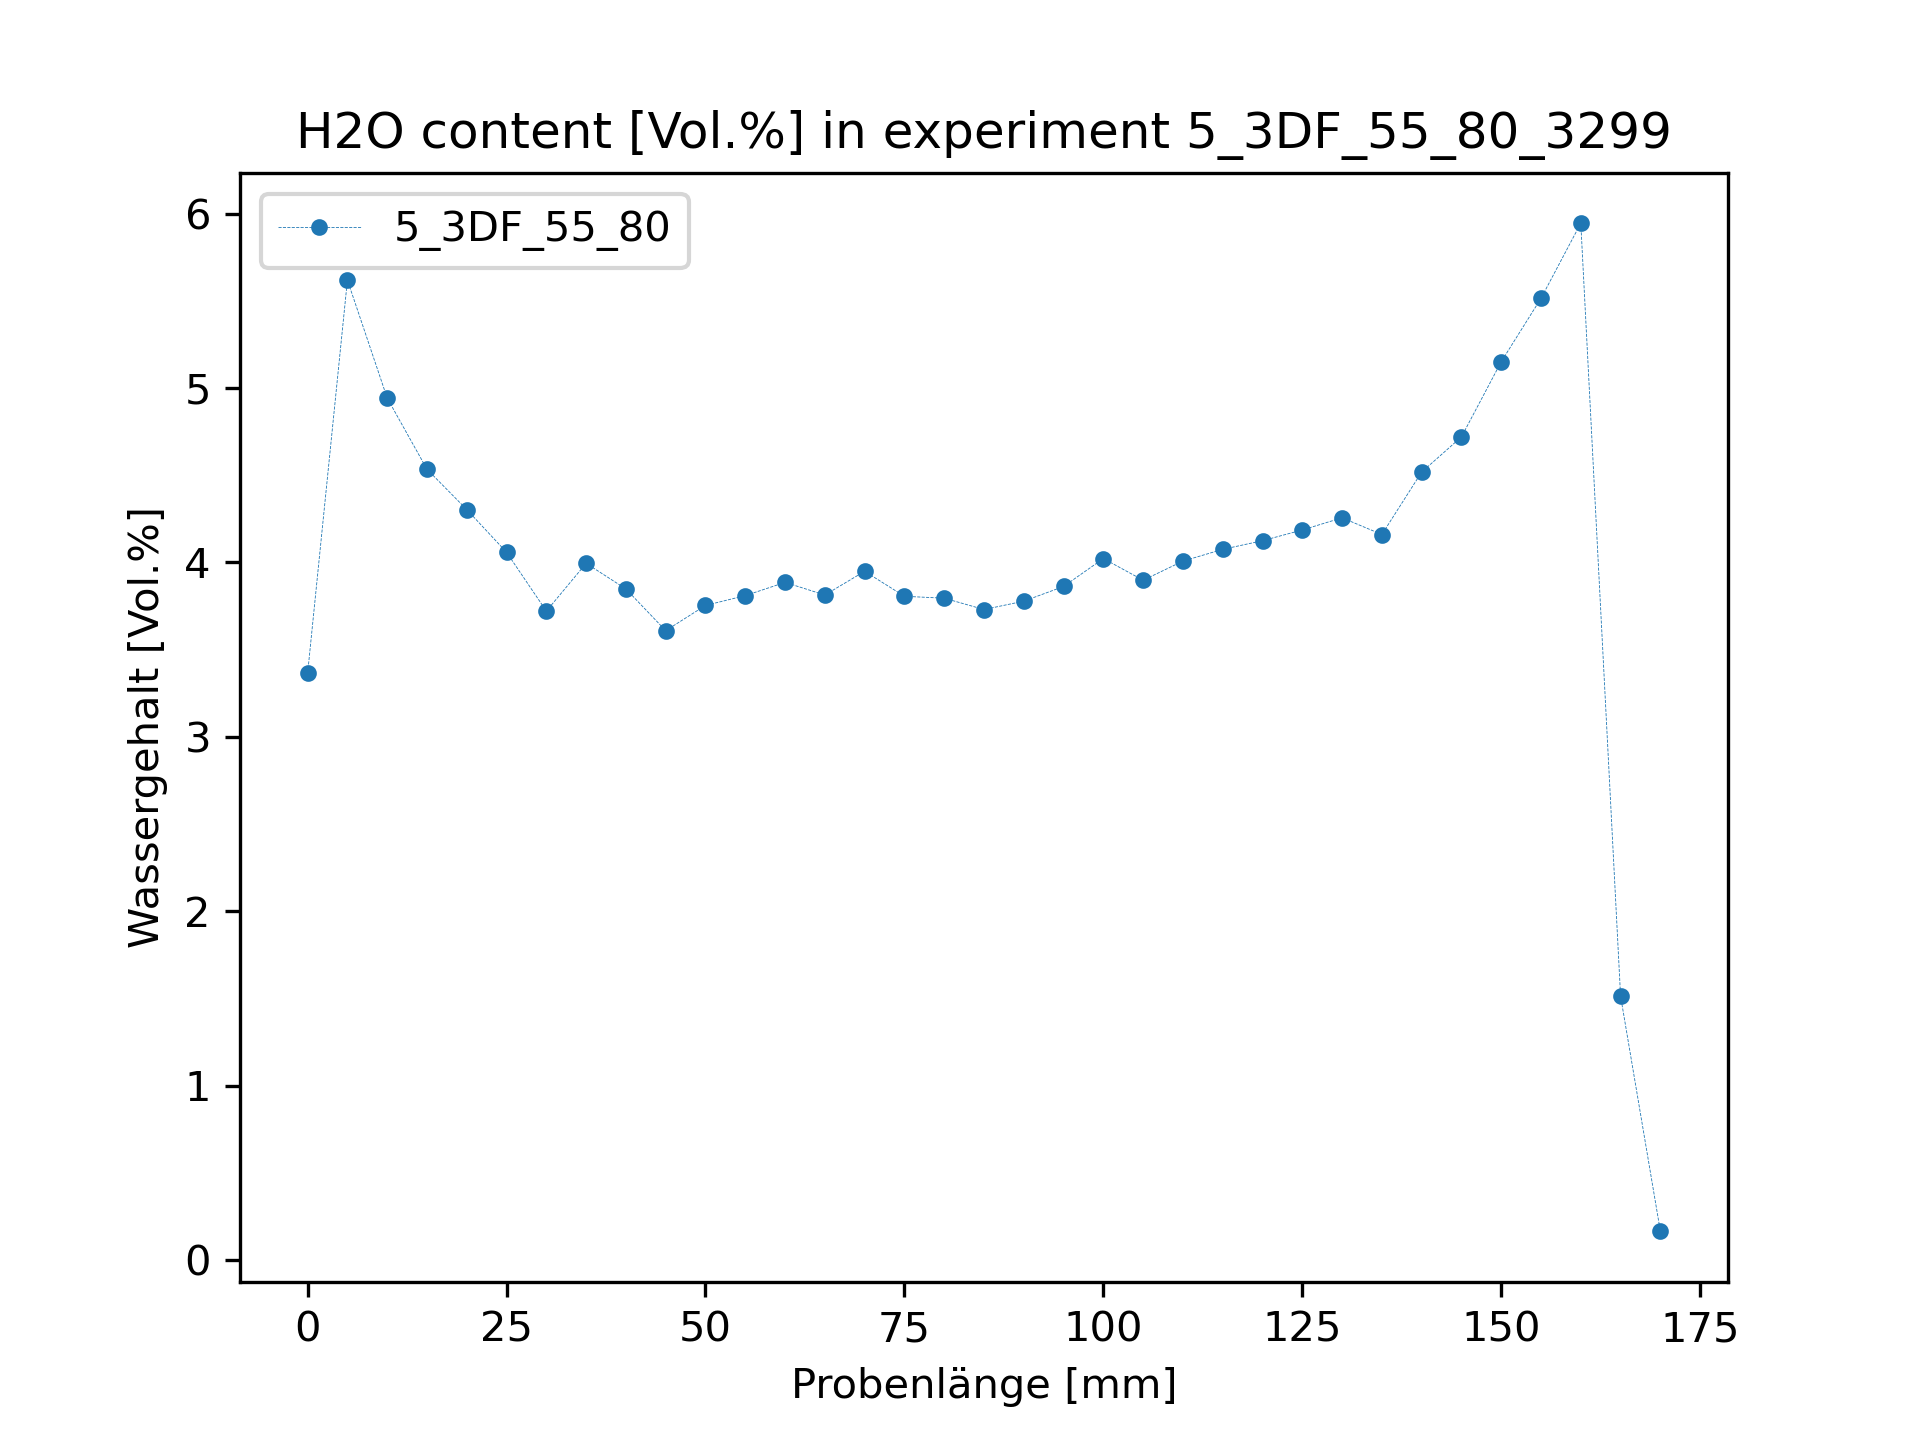 H2O content [Vol.%] in experiment 5_3DF_55_80_3299
5_3DF_55_80
Wassergehalt [Vol.%]
6
5
4
3
2
1
0
0 25 50 75 100 125 150 175
Probenlänge [mm]